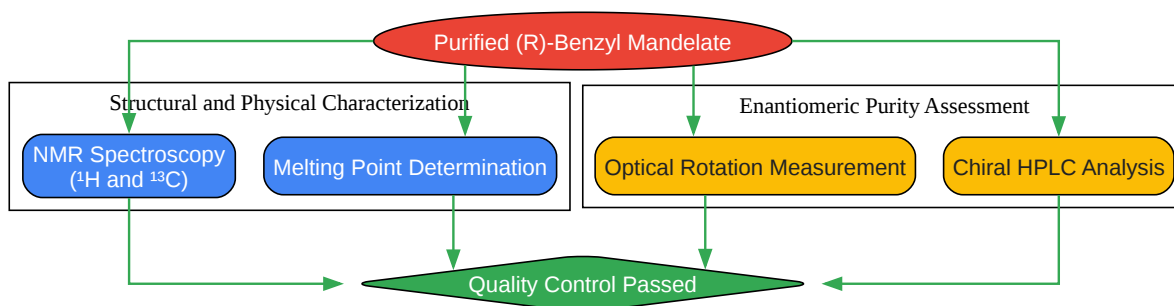 Purified (R)-Benzyl Mandelate
Structural and Physical Characterization
Enantiomeric Purity Assessment
NMR Spectroscopy
(¹H and ¹³C)
Melting Point Determination
Optical Rotation Measurement
Chiral HPLC Analysis
Quality Control Passed